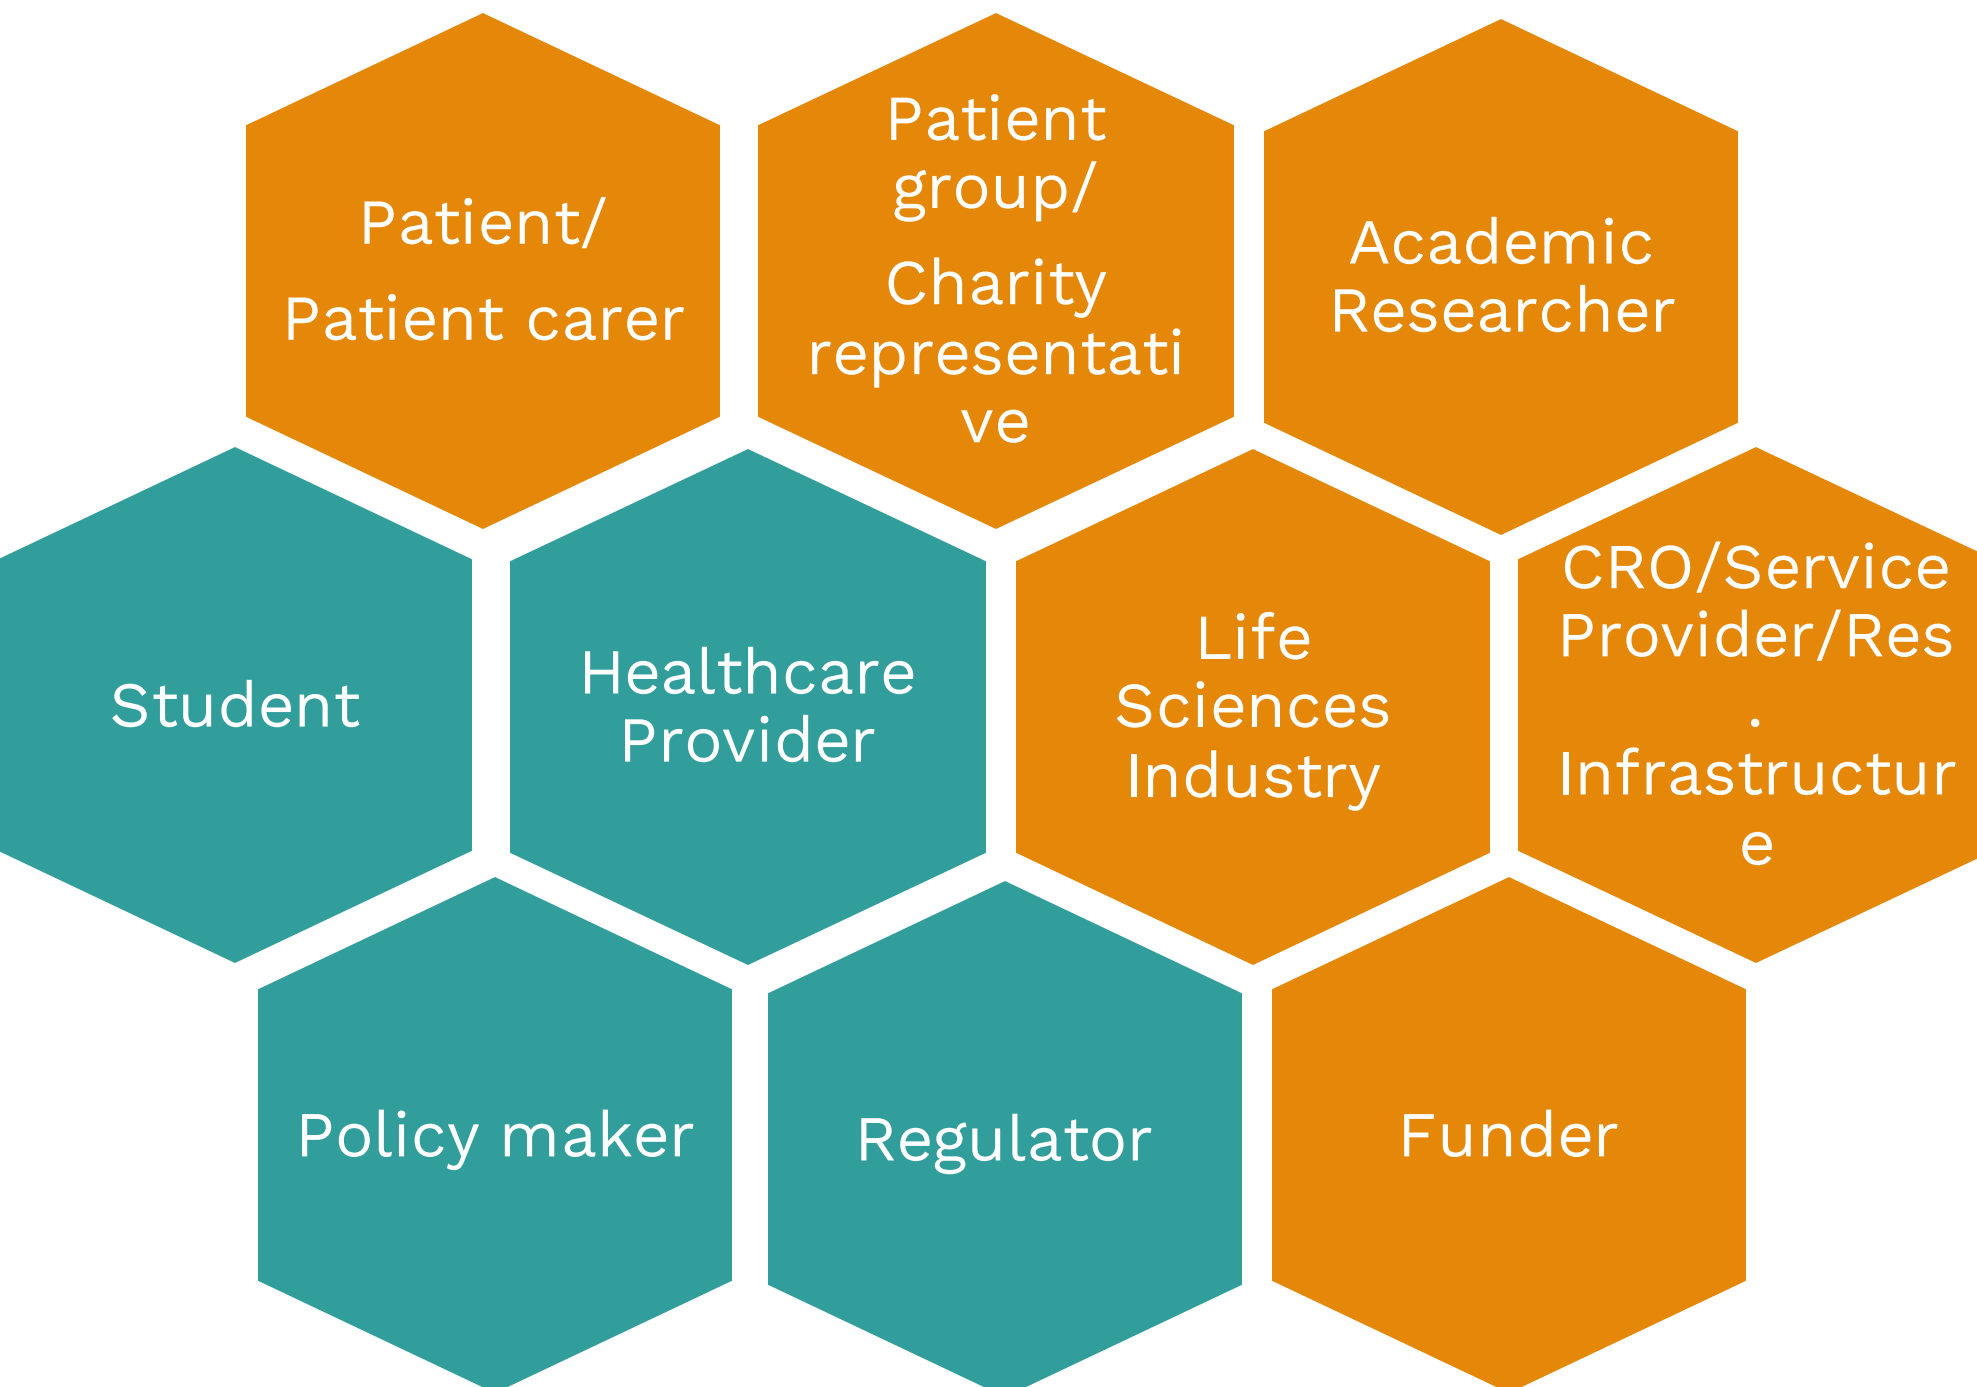 Patient/
Patient carer
Patient
group/
Charity
representati
ve
Academic
Researcher
Student
Healthcare
Provider
Life
Sciences
Industry
CRO/Service
Provider/Res
.
Infrastructur
e
Policy maker
Regulator
Funder